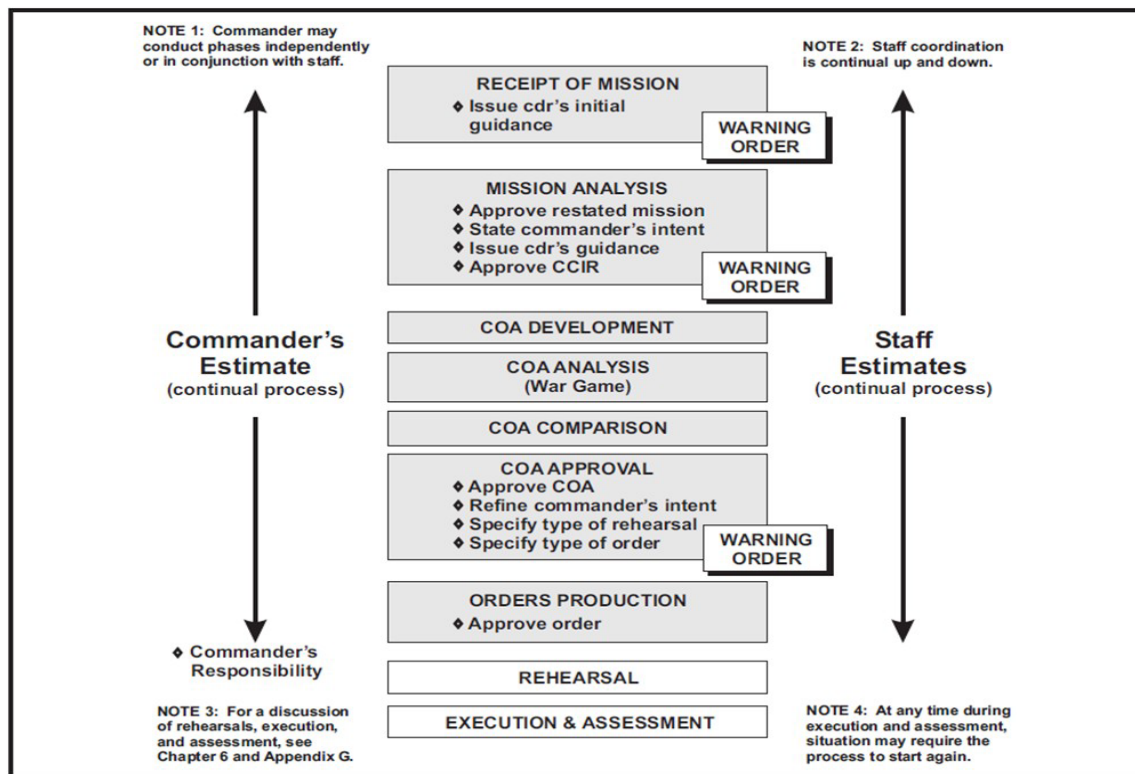 NOTE 1: Commander may
conduct phases independently
or in conjunction with staff.
NOTE 2: Staff coordination
is continual up and down.
RECEIPT OF MISSION
❖ Issue cdr's initial
guidance
WARNING
ORDER
MISSION ANALYSIS
❖ Approve restated mission
❖ State commander's intent
❖ Issue cdr's guidance
❖ Approve CCIR
WARNING
ORDER
COA DEVELOPMENT
Commander's
Estimate
(continual process)
COA ANALYSIS
(War Game)
Staff
Estimates
(continual process)
COA COMPARISON
COA APPROVAL
❖ Approve COA
❖ Refine commander's intent
❖ Specify type of rehearsal
❖ Specify type of order
WARNING
ORDER
ORDERS PRODUCTION
❖ Approve order
❖ Commander's
Responsibility
REHEARSAL
EXECUTION & ASSESSMENT
NOTE 3: For a discussion
of rehearsals, execution,
and assessment, see
Chapter 6 and Appendix G.
NOTE 4: At any time during
execution and assessment,
situation may require the
process to start again.